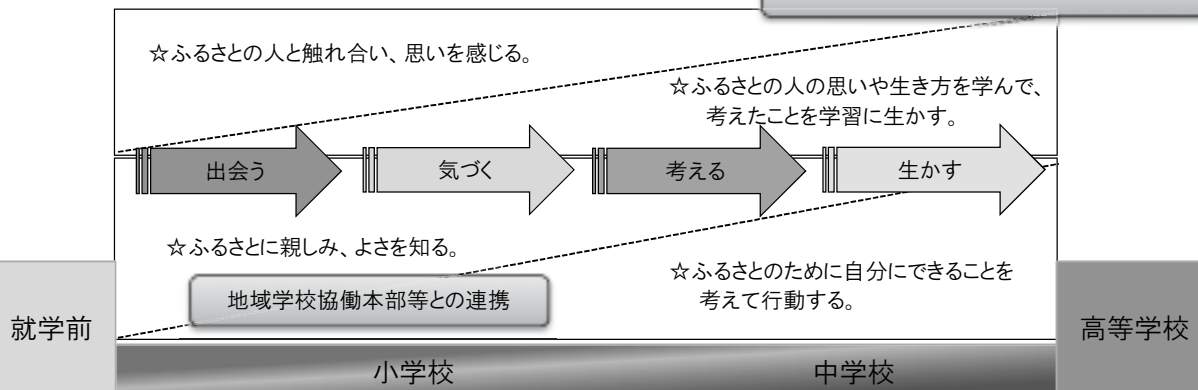 ☆ふるさとの人と触れ合い、思いを感じる。
☆ふるさとの人の思いや生き方を学んで、
考えたことを学習に生かす。
出会う
気づく
考える
生かす
☆ふるさとに親しみ、よさを知る。
地域学校協働本部等との連携
☆ふるさとのために自分にできることを
考えて行動する。
就学前
小学校
中学校
高等学校